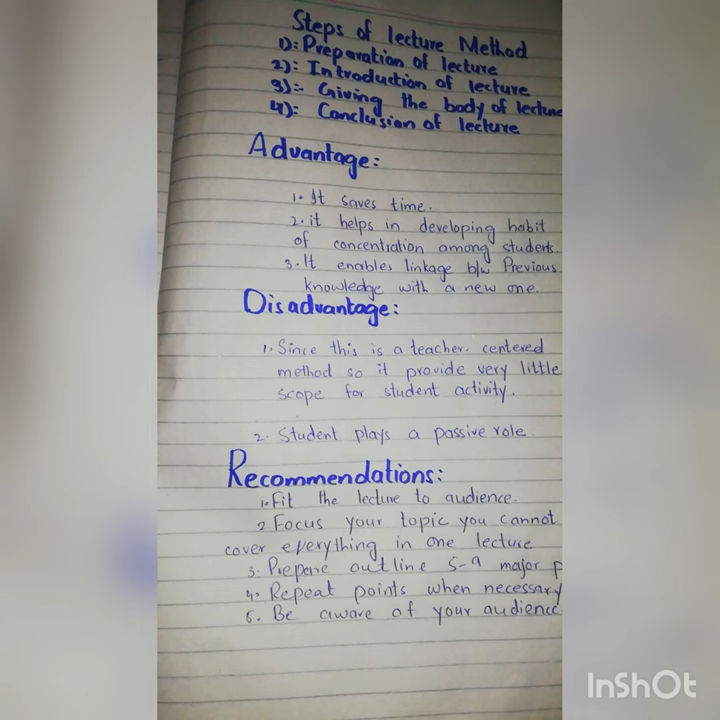 Steps of lecture Method
1):- Preparation of lecture
2):- Introduction of lecture
3):- Giving the body of lecture
4):- Conclusion of lecture
Advantage:
1. It saves time.
2. it helps in developing habit
of concentration among students.
3. It enables linkage b/w Previous
knowledge with a new one.
Disadvantage:
1. Since this is a teacher-centered
method so it provide very little
scope for student activity.
2. Student plays a passive role.
Recommendations:
1. Fit the lecture to audience.
2. Focus your topic you cannot
cover everything in one lecture
3. Prepare outline 5-9 major p
4. Repeat points when necessary
5. Be aware of your audience
InShOt